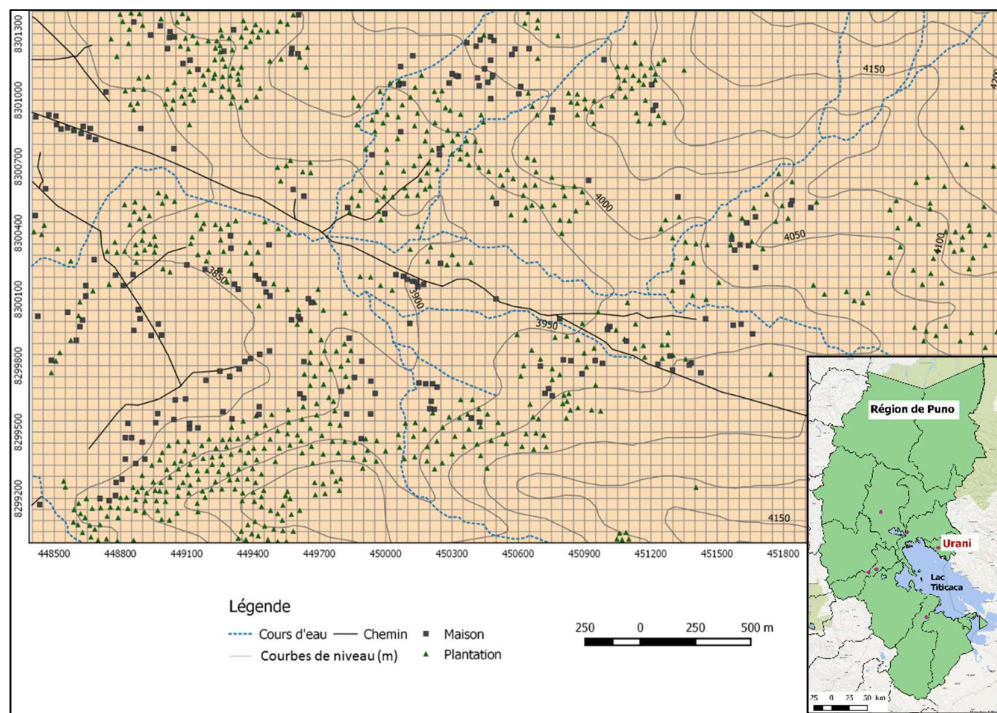 8301300
8301000
8300700
8300400
8300100
8299800
8299500
8299200
4150
4200
4000
4050
4100
3850
3900
3950
4150
448500 448800 449100 449400 449700 450000 450300 450600 450900 451200 451500 451800
Région de Puno
Urani
Lac
Titicaca
25 0 25 50 km
Légende
Cours d'eau
Chemin
Maison
Courbes de niveau (m)
Plantation
250 0 250 500 m